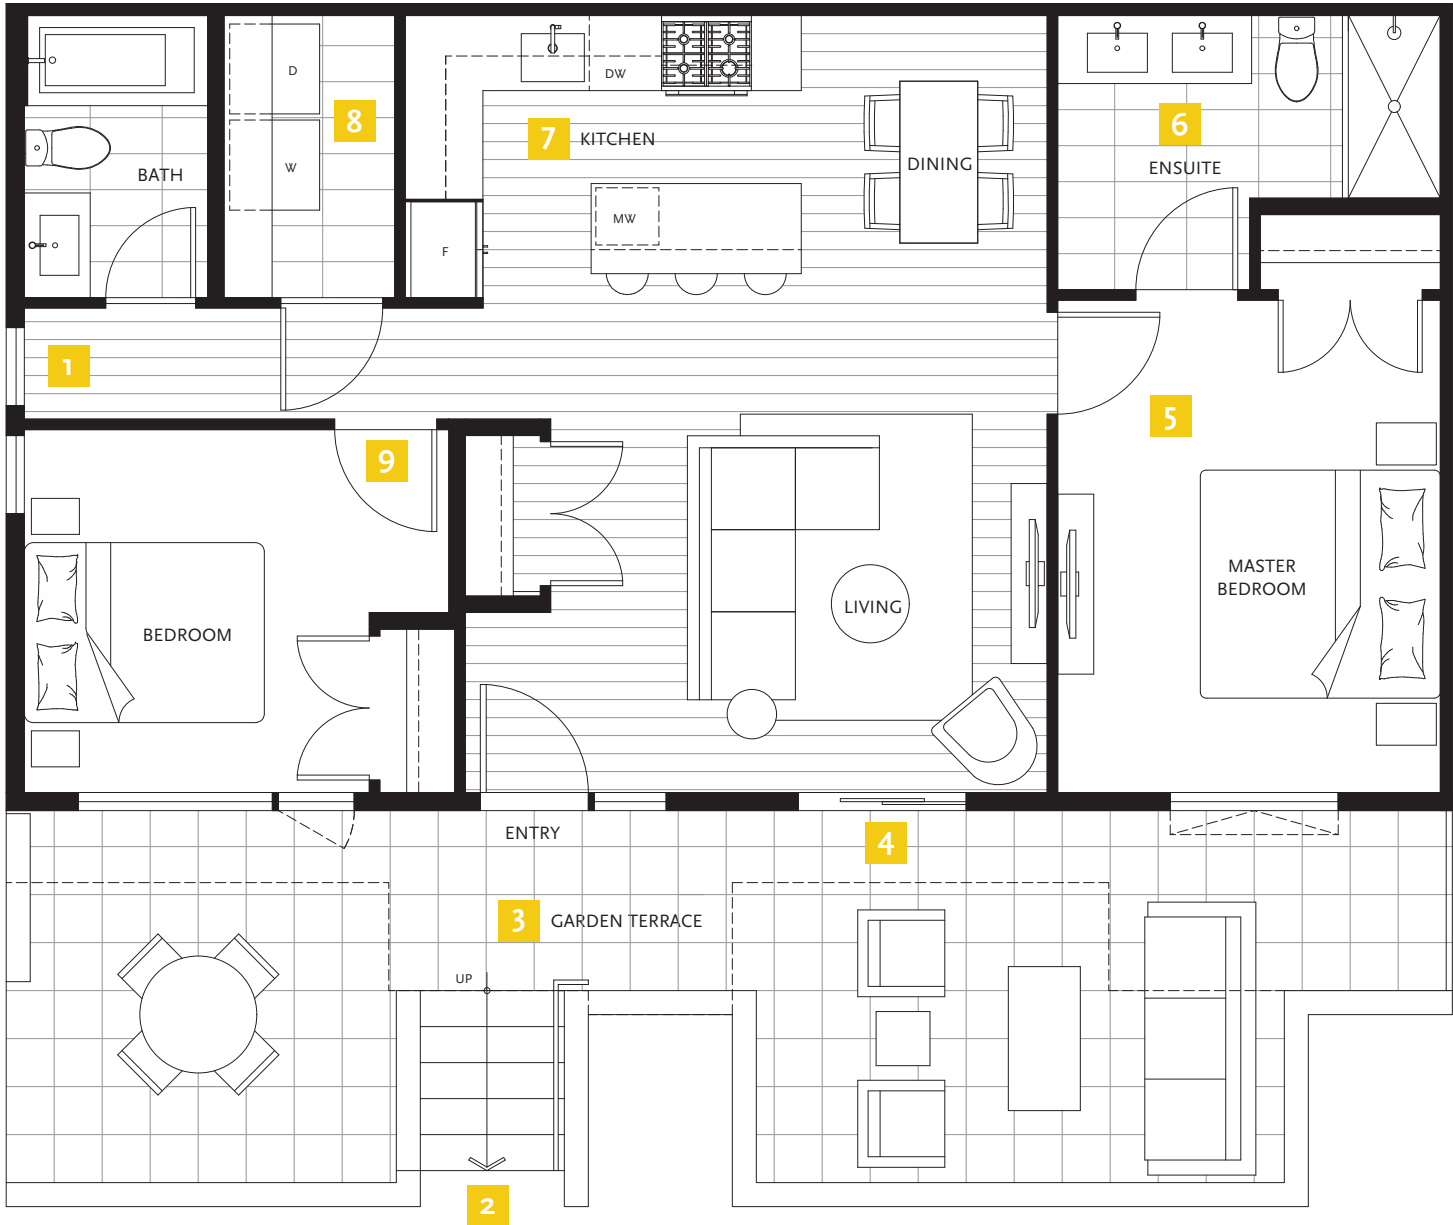 D
8
7 KITCHEN
DW
6
ENSUITE
BATH
W
DINING
MW
F
1
5
9
MASTER
BEDROOM
BEDROOM
LIVING
ENTRY
4
3 GARDEN TERRACE
UP
2